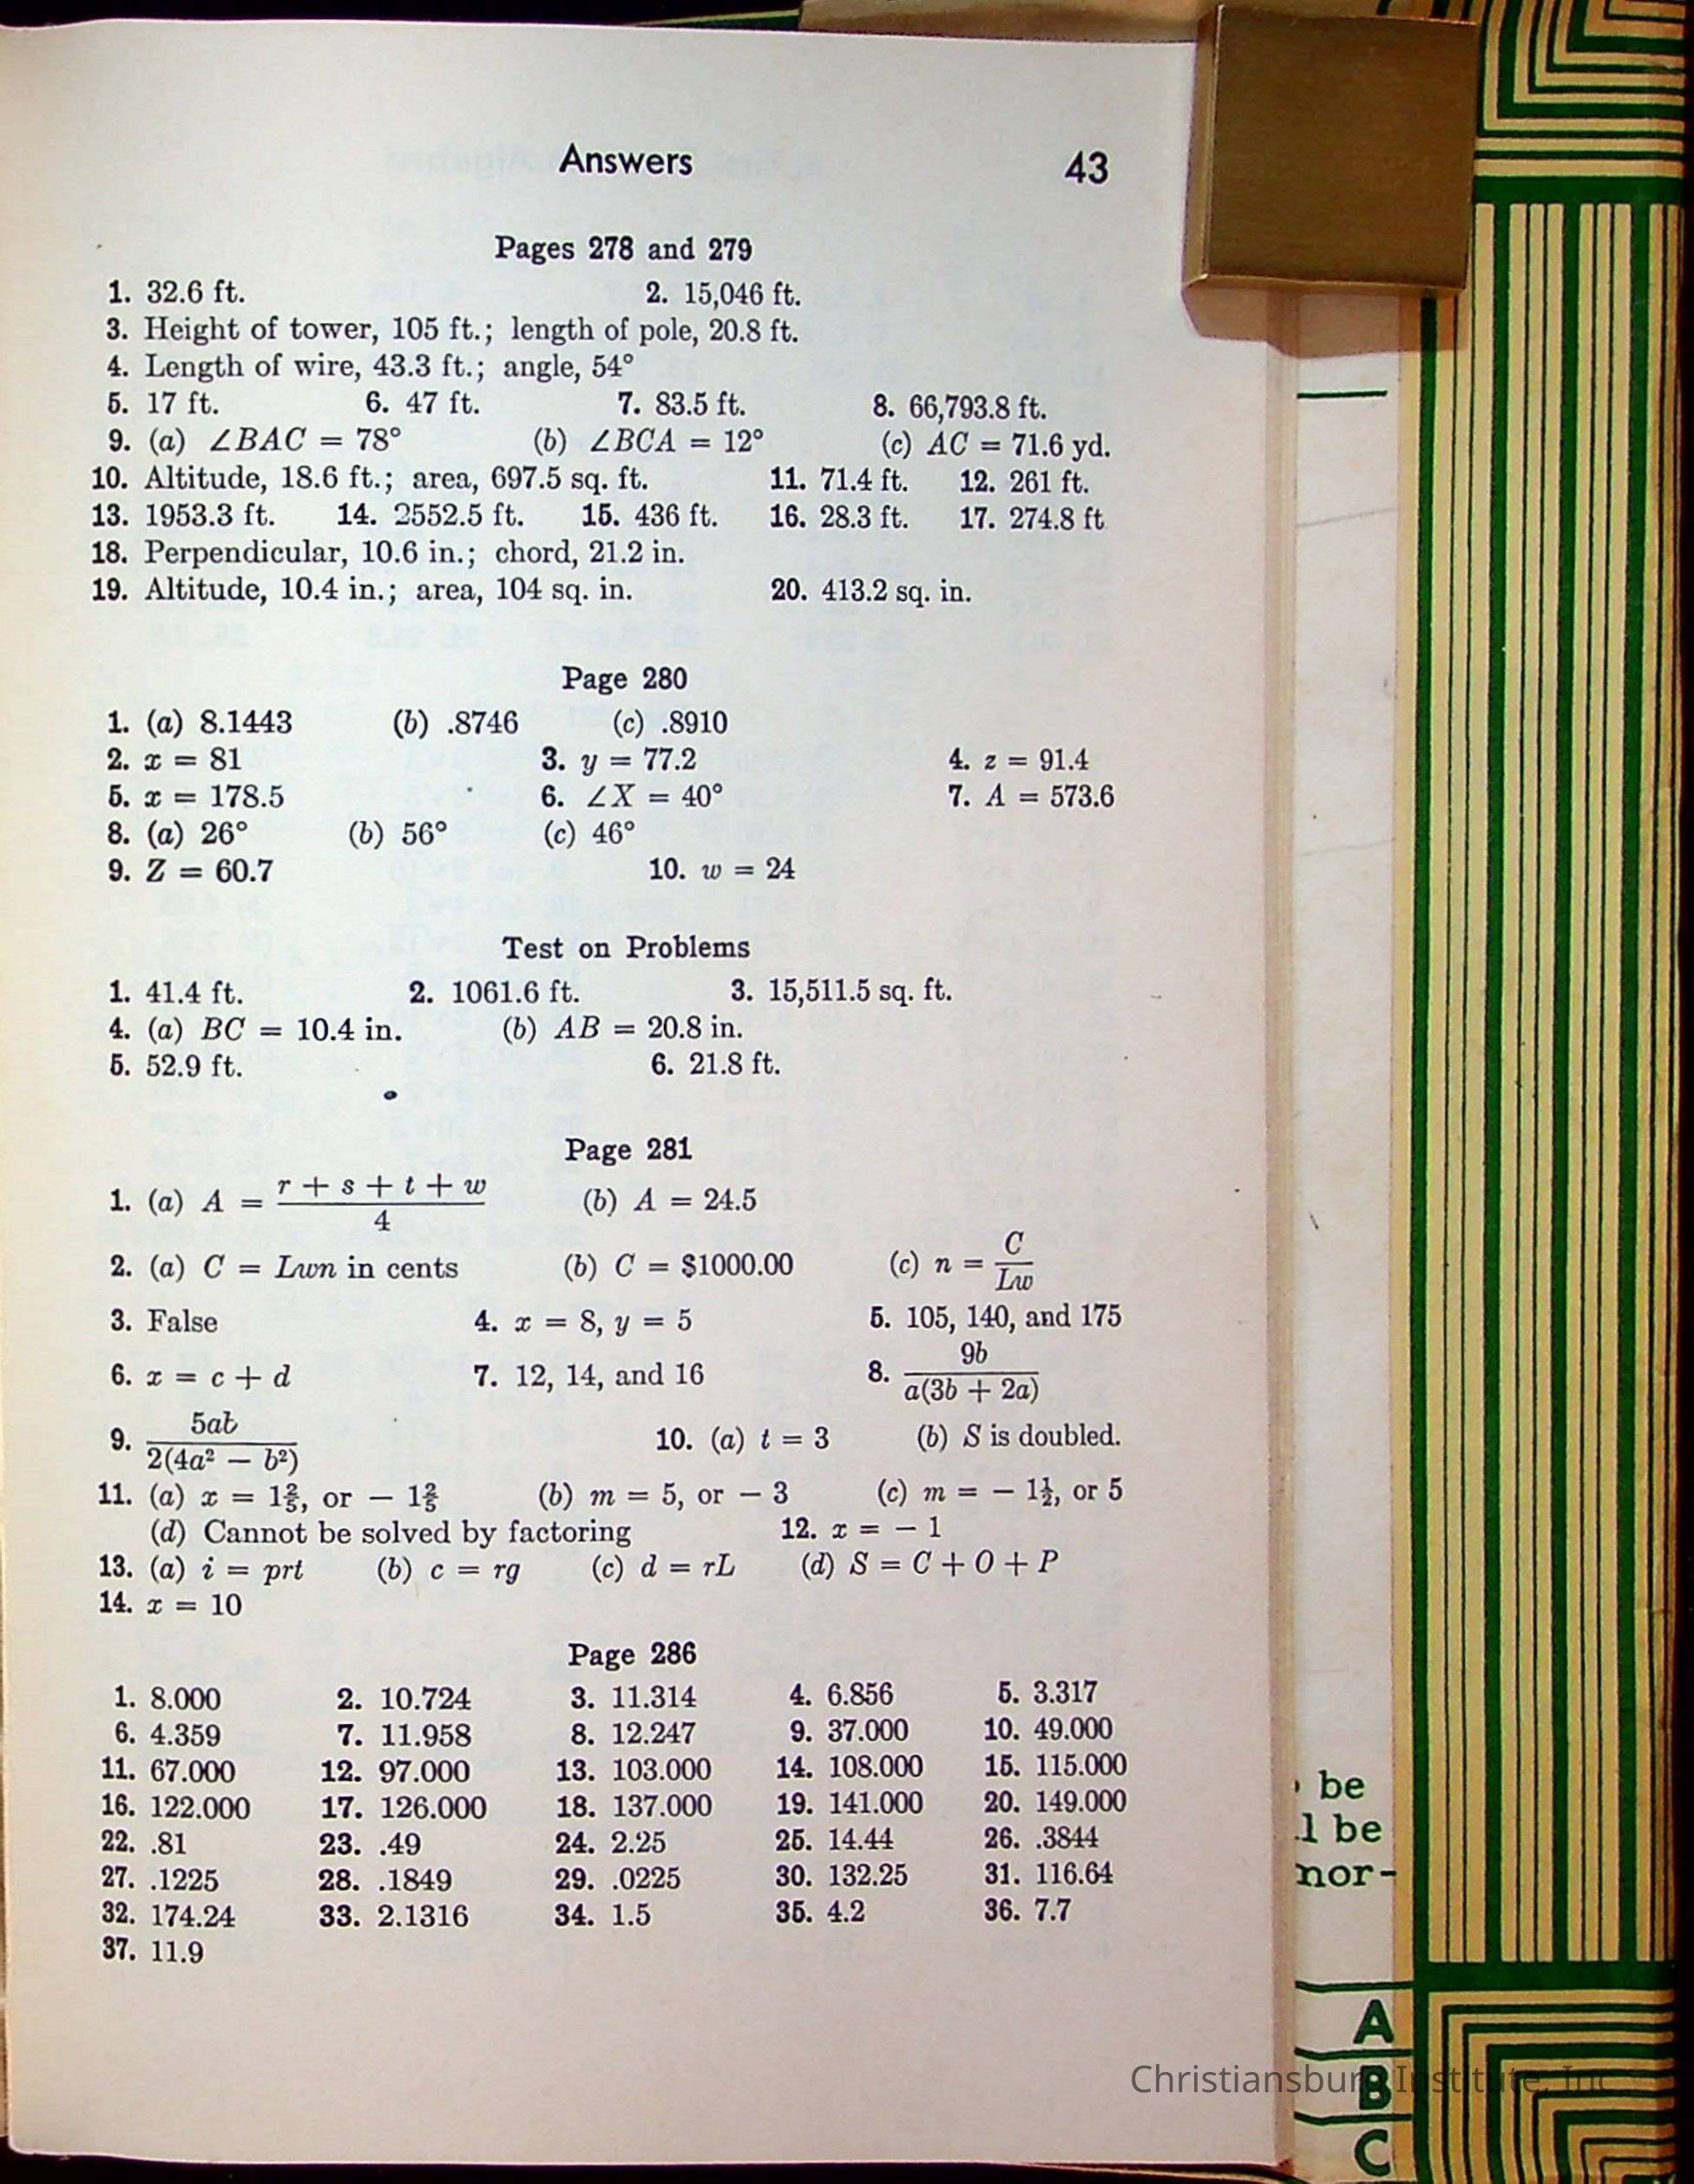 Answers 43
Pages 278 and 279
1. 32.6 ft. 2. 15,046 ft.
3. Height of tower, 105 ft.; length of pole, 20.8 ft.
4. Length of wire, 43.3 ft.; angle, 54°
5. 17 ft. 6. 47 ft. 7. 83.5 ft. 8. 66,793.8 ft.
9. (a) ∠BAC = 78° (b) ∠BCA = 12° (c) AC = 71.6 yd.
10. Altitude, 18.6 ft.; area, 697.5 sq. ft. 11. 71.4 ft. 12. 261 ft.
13. 1953.3 ft. 14. 2552.5 ft. 15. 436 ft. 16. 28.3 ft. 17. 274.8 ft
18. Perpendicular, 10.6 in.; chord, 21.2 in.
19. Altitude, 10.4 in.; area, 104 sq. in. 20. 413.2 sq. in.
Page 280
1. (a) 8.1443 (b) .8746 (c) .8910
2. x = 81 3. y = 77.2 4. z = 91.4
5. x = 178.5 6. ∠X = 40° 7. A = 573.6
8. (a) 26° (b) 56° (c) 46°
9. Z = 60.7 10. w = 24
Test on Problems
1. 41.4 ft. 2. 1061.6 ft. 3. 15,511.5 sq. ft.
4. (a) BC = 10.4 in. (b) AB = 20.8 in.
5. 52.9 ft. 6. 21.8 ft.
Page 281
1. (a) A = (r + s + t + w)/4 (b) A = 24.5
2. (a) C = Lwn in cents (b) C = $1000.00 (c) n = C/Lw
3. False 4. x = 8, y = 5 5. 105, 140, and 175
6. x = c + d 7. 12, 14, and 16 8. 9b/a(3b + 2a)
9. 5ab/2(4a² − b²) 10. (a) t = 3 (b) S is doubled.
11. (a) x = 1⅖, or − 1⅖ (b) m = 5, or − 3 (c) m = − 1½, or 5
(d) Cannot be solved by factoring 12. x = − 1
13. (a) i = prt (b) c = rg (c) d = rL (d) S = C + O + P
14. x = 10
Page 286
1. 8.000 2. 10.724 3. 11.314 4. 6.856 5. 3.317
6. 4.359 7. 11.958 8. 12.247 9. 37.000 10. 49.000
11. 67.000 12. 97.000 13. 103.000 14. 108.000 15. 115.000
16. 122.000 17. 126.000 18. 137.000 19. 141.000 20. 149.000
22. .81 23. .49 24. 2.25 25. 14.44 26. .3844
27. .1225 28. .1849 29. .0225 30. 132.25 31. 116.64
32. 174.24 33. 2.1316 34. 1.5 35. 4.2 36. 7.7
37. 11.9
be
be
A
B
C
Christiansburg Institute, Inc